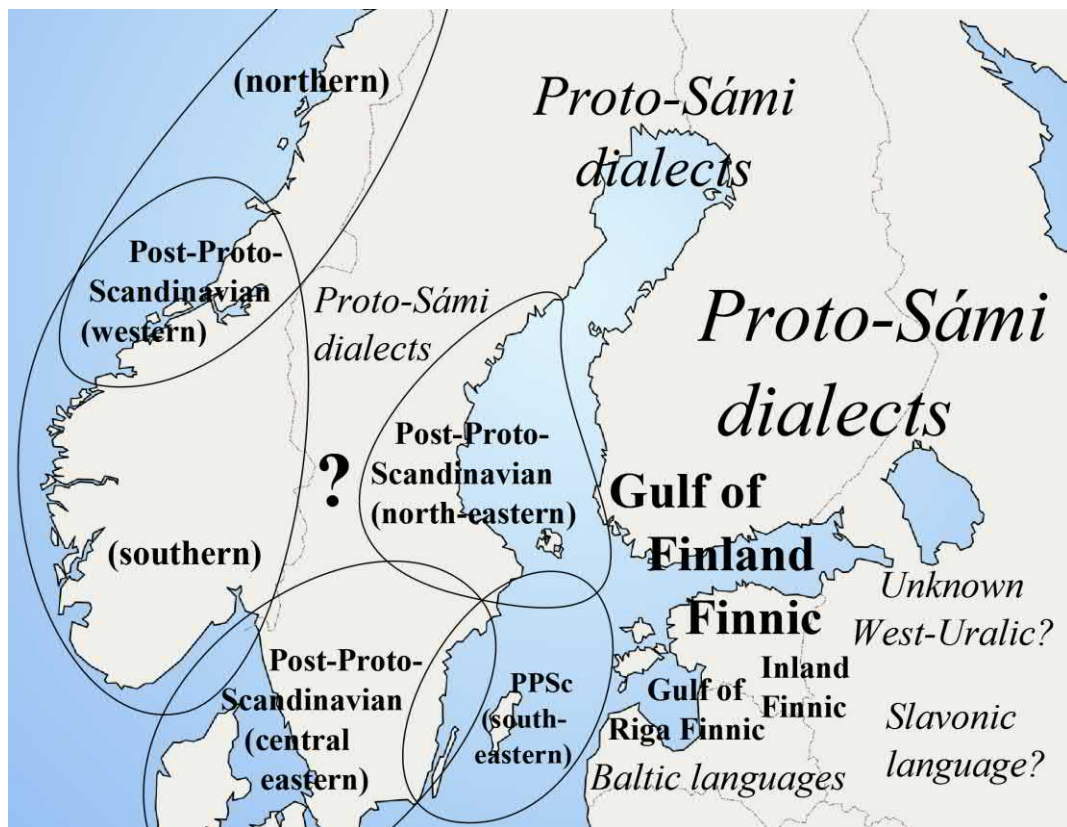 (northern)
Proto-Sámi
dialects
Post-Proto-
Scandinavian
(western)
Proto-Sámi
dialects
Proto-Sámi
dialects
?
Post-Proto-
Scandinavian
(north-eastern)
Gulf of
Finland
Finnic
(southern)
Unknown
West-Uralic?
Post-Proto-
Scandinavian
(central
eastern)
PPSc
(south-
eastern)
Gulf of
Riga Finnic
Inland
Finnic
Baltic languages
Slavonic
language?